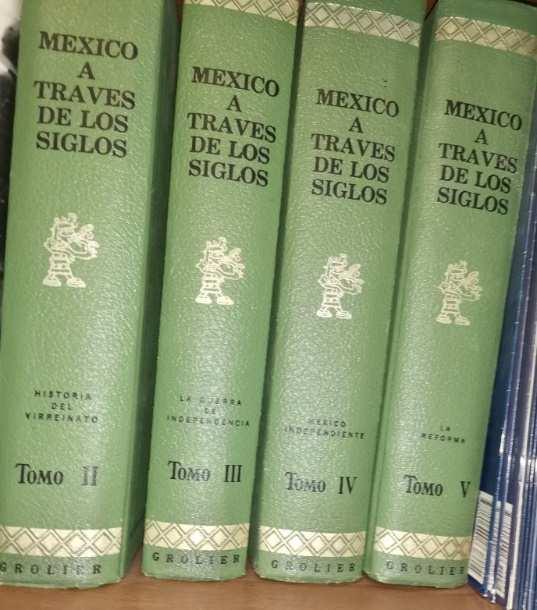 MEXICO
A
TRAVES
DE LOS
SIGLOS
HISTORIA
DEL
VIRREINATO
TOMO II
GROLIER
MEXICO
A
TRAVES
DE LOS
SIGLOS
LA GUERRA
DE
INDEPENDENCIA
TOMO III
GROLIER
MEXICO
A
TRAVES
DE LOS
SIGLOS
MEXICO
INDEPENDIENTE
TOMO IV
GROLIER
MEXICO
A
TRAVES
DE LOS
SIGLOS
LA
REFORMA
TOMO V
GROLIER